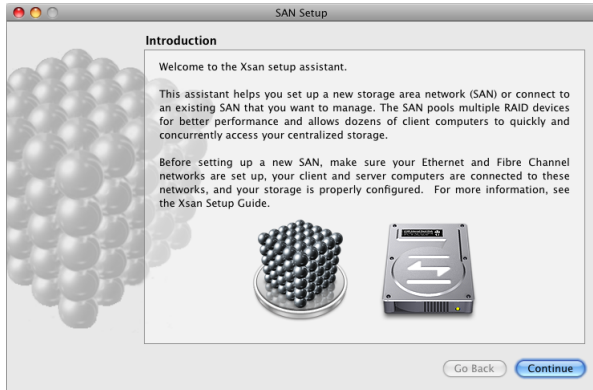 SAN Setup
Introduction
Welcome to the Xsan setup assistant.
This assistant helps you set up a new storage area network (SAN) or connect to
an existing SAN that you want to manage. The SAN pools multiple RAID devices
for better performance and allows dozens of client computers to quickly and
concurrently access your centralized storage.
Before setting up a new SAN, make sure your Ethernet and Fibre Channel
networks are set up, your client and server computers are connected to these
networks, and your storage is properly configured. For more information, see
the Xsan Setup Guide.
Go Back
Continue